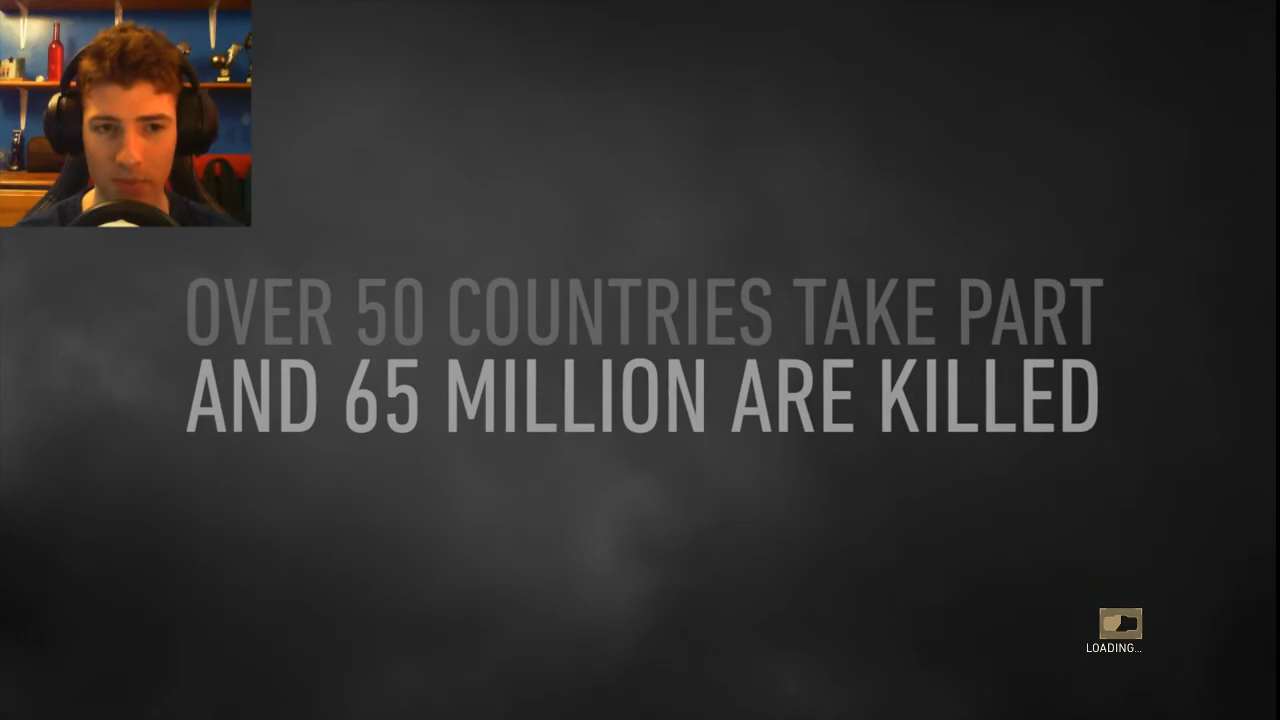 OVER 50 COUNTRIES TAKE PART
AND 65 MILLION ARE KILLED
LOADING...